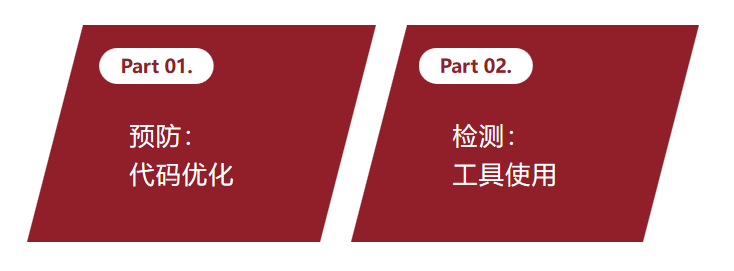 Part 01.
预防：
代码优化
Part 02.
检测：
工具使用